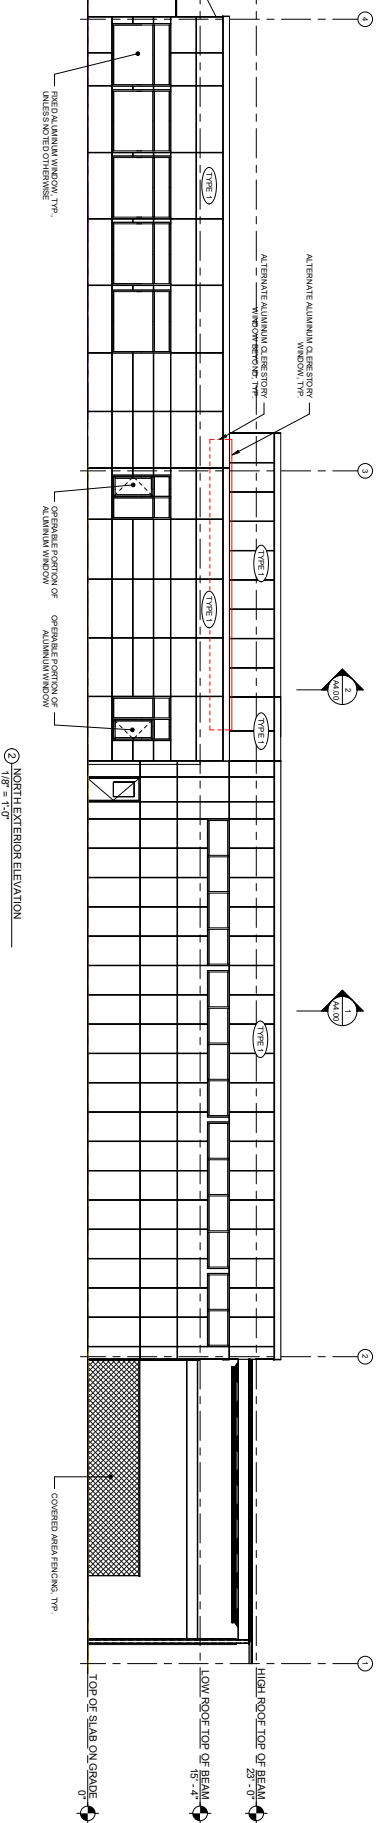 4
3
2
1
ALTERNATE ALUMINUM CLERESTORY
WINDOW, TYP.
ALTERNATE ALUMINUM CLERESTORY
WINDOW BEYOND, TYP.
2
A4.00
1
A4.00
TYPE 1
TYPE 1
TYPE 1
TYPE 1
TYPE 1
HIGH ROOF TOP OF BEAM
23' - 0"
LOW ROOF TOP OF BEAM
15' - 4"
TOP OF SLAB ON GRADE
0"
FIXED ALUMINUM WINDOW, TYP.,
UNLESS NOTED OTHERWISE
OPERABLE PORTION OF
ALUMINUM WINDOW
OPERABLE PORTION OF
ALUMINUM WINDOW
COVERED AREA FENCING, TYP.
2
NORTH EXTERIOR ELEVATION
1/8" = 1'-0"